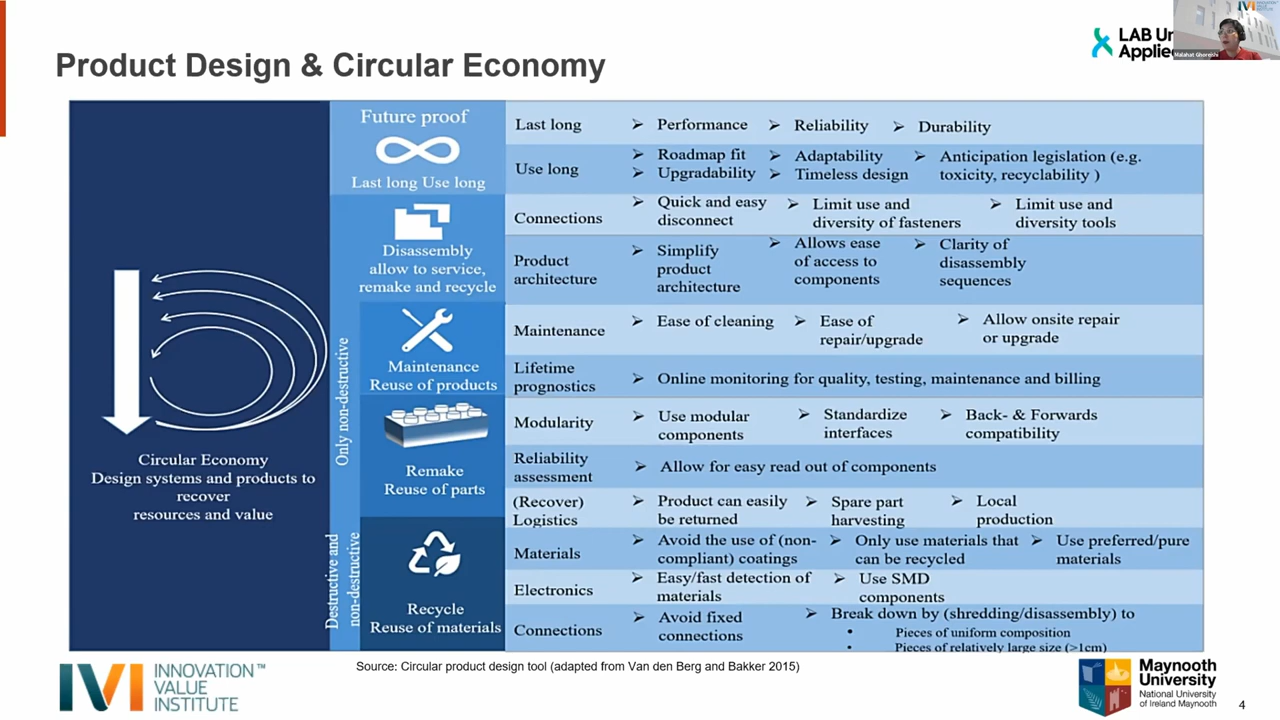 Product Design & Circular Economy
LAB Un
Applie
IVI INNOVATION VALUE INSTITUTE
Malahat Ghoreishi
Circular Economy
Design systems and products to
recover
resources and value
Only non-destructive
Destructive and
non-destructive
Future proof
Last long Use long
Disassembly
allow to service,
remake and recycle
Maintenance
Reuse of products
Remake
Reuse of parts
Recycle
Reuse of materials
Last long ➢ Performance ➢ Reliability ➢ Durability
Use long
➢ Roadmap fit ➢ Adaptability ➢ Anticipation legislation (e.g.
➢ Upgradability ➢ Timeless design toxicity, recyclability )
Connections
➢ Quick and easy ➢ Limit use and ➢ Limit use and
disconnect diversity of fasteners diversity tools
Product
architecture
➢ Simplify ➢ Allows ease ➢ Clarity of
product of access to disassembly
architecture components sequences
Maintenance
➢ Ease of cleaning ➢ Ease of ➢ Allow onsite repair
repair/upgrade or upgrade
Lifetime
prognostics
➢ Online monitoring for quality, testing, maintenance and billing
Modularity
➢ Use modular ➢ Standardize ➢ Back- & Forwards
components interfaces compatibility
Reliability
assessment
➢ Allow for easy read out of components
(Recover)
Logistics
➢ Product can easily ➢ Spare part ➢ Local
be returned harvesting production
Materials
➢ Avoid the use of (non- ➢ Only use materials that ➢ Use preferred/pure
compliant) coatings can be recycled materials
Electronics
➢ Easy/fast detection of ➢ Use SMD
materials components
Connections
➢ Avoid fixed ➢ Break down by (shredding/disassembly) to
connections
• Pieces of uniform composition
• Pieces of relatively large size (>1cm)
Source: Circular product design tool (adapted from Van den Berg and Bakker 2015)
IVI
INNOVATION™
VALUE
INSTITUTE
Maynooth
University
National University
of Ireland Maynooth
4